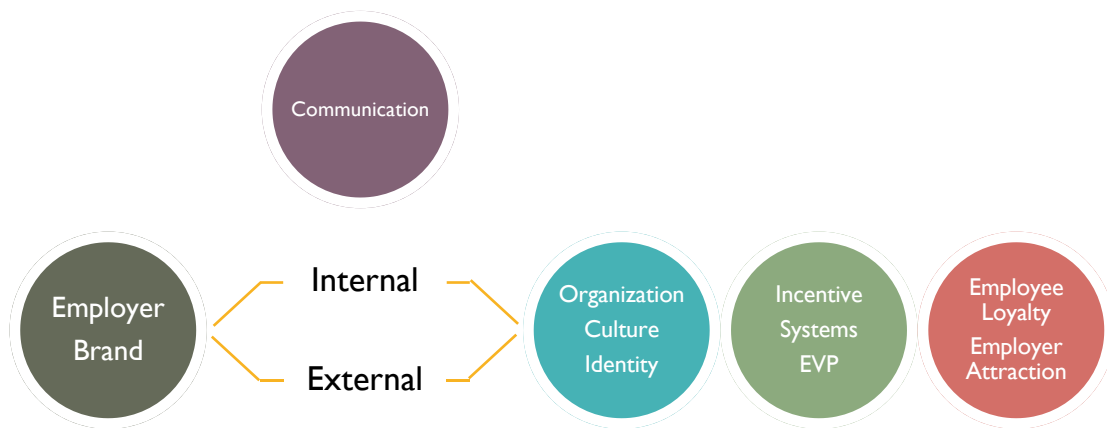 Communication
Employer
Brand
Internal
External
Organization
Culture
Identity
Incentive
Systems
EVP
Employee
Loyalty
Employer
Attraction